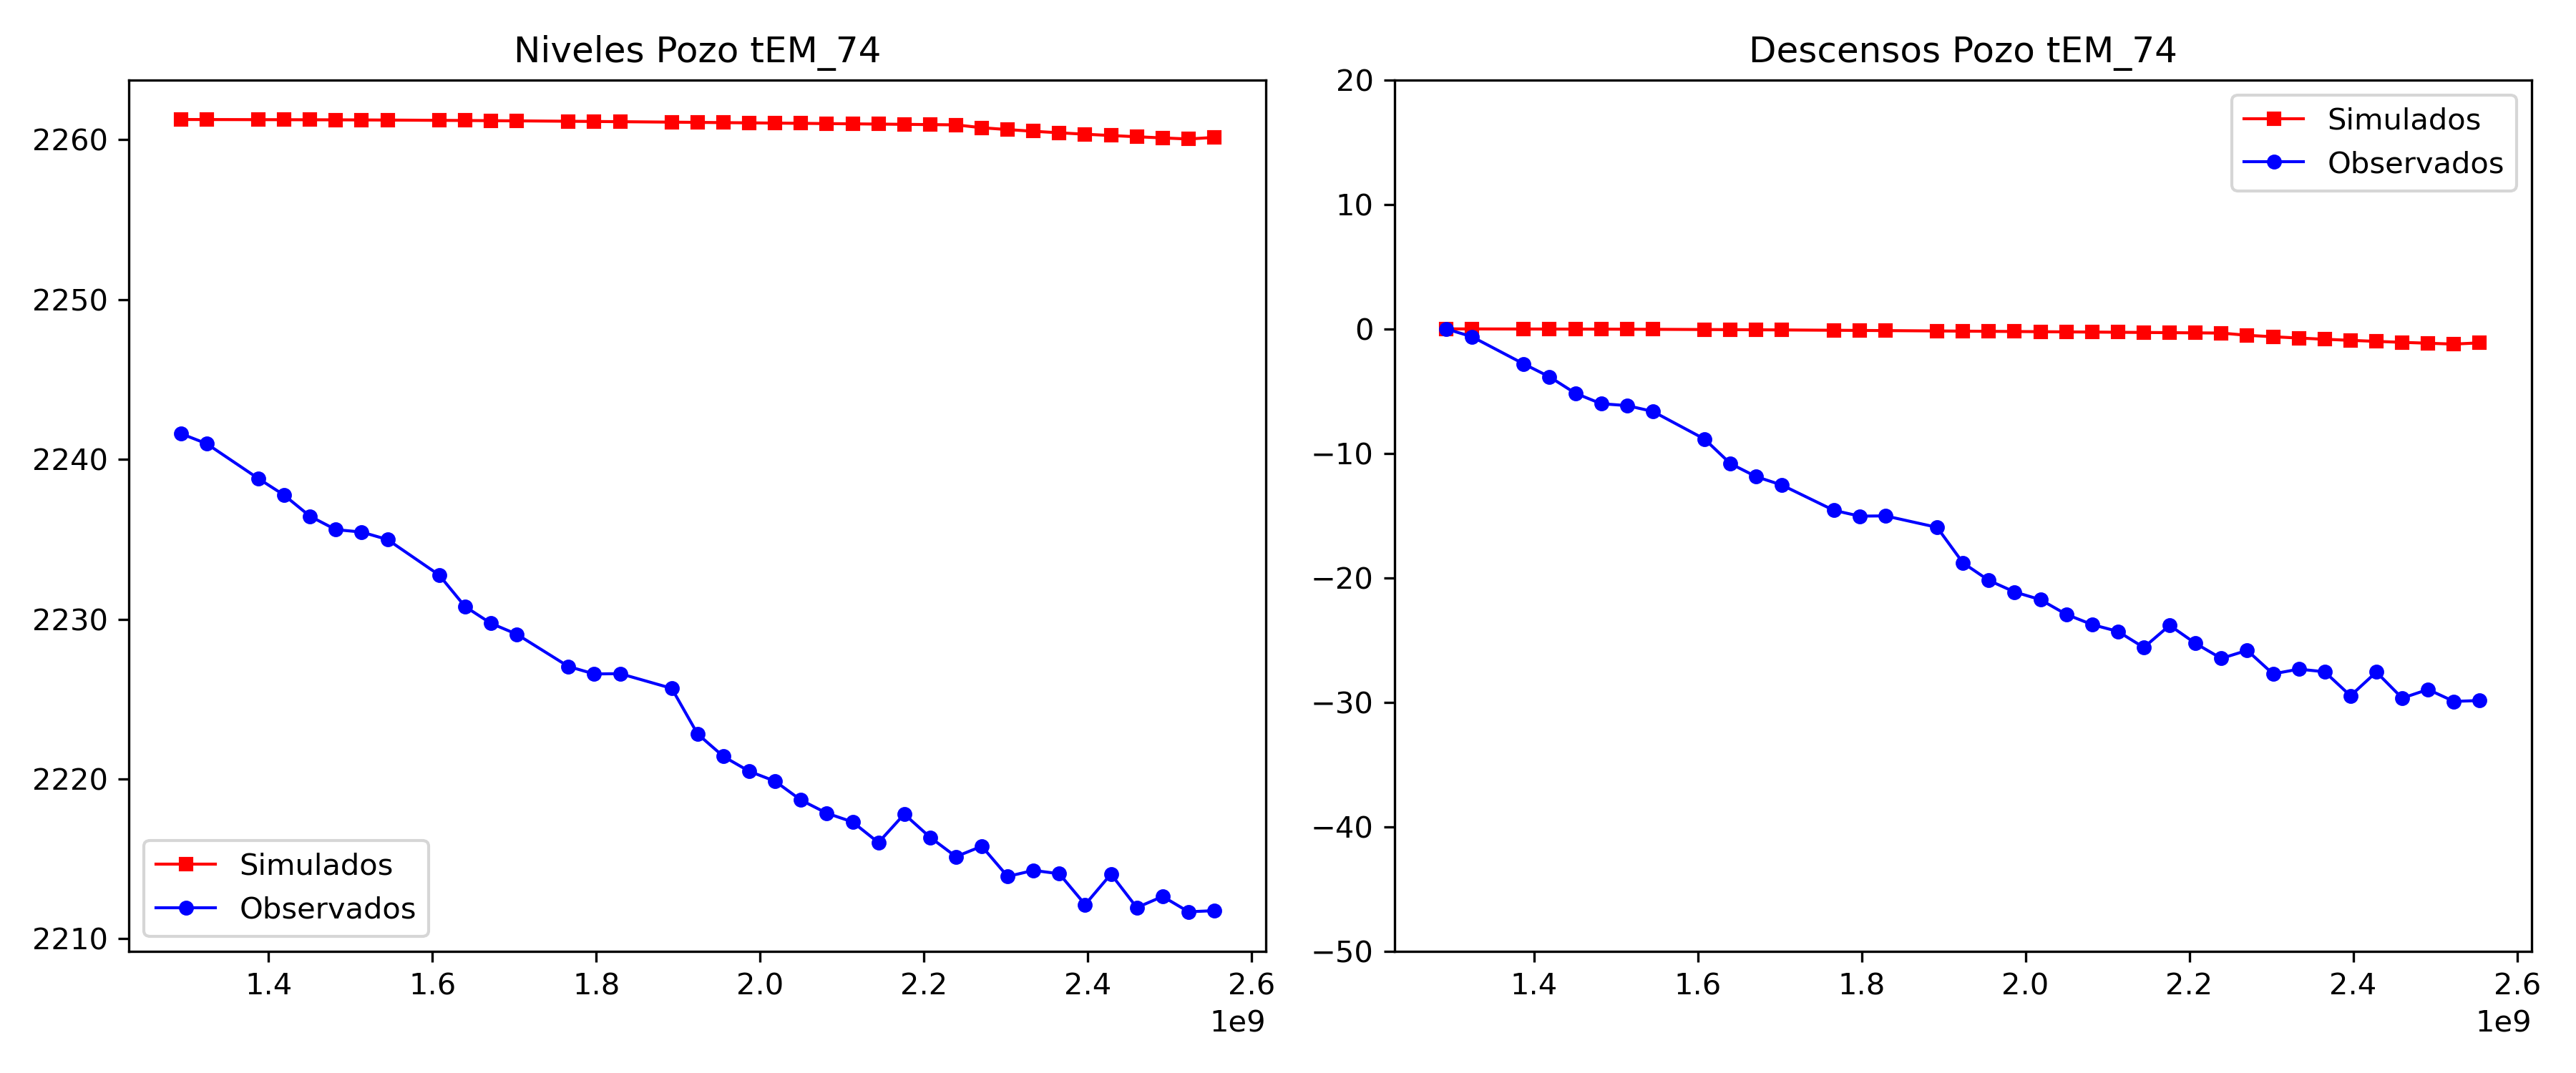 Niveles Pozo tEM_74
2260
2250
2240
2230
2220
2210
Simulados
Observados
1.4 1.6 1.8 2.0 2.2 2.4 2.6
1e9
Descensos Pozo tEM_74
20
10
0
−10
−20
−30
−40
−50
Simulados
Observados
1.4 1.6 1.8 2.0 2.2 2.4 2.6
1e9